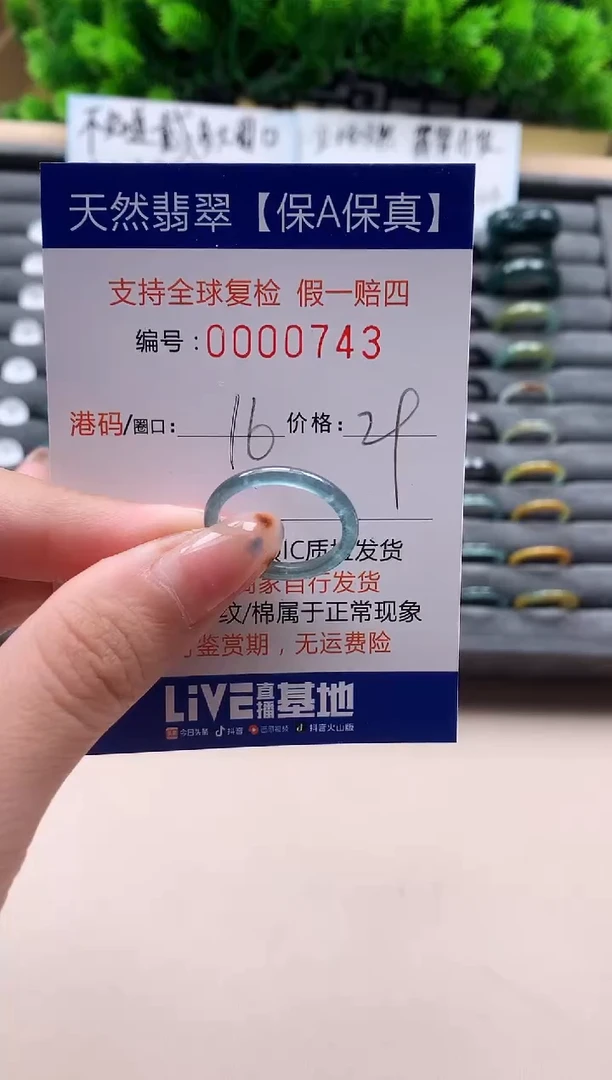 天然翡翠【保A保真】
支持全球复检 假一赔四
编号:0000743
港码/圈口: 16 价格: 29
QIC质检发货
商家自行发货
纹/棉属于正常现象
鉴赏期,无运费险
LiVE直播基地
今日头条 抖音 西瓜视频 抖音火山版